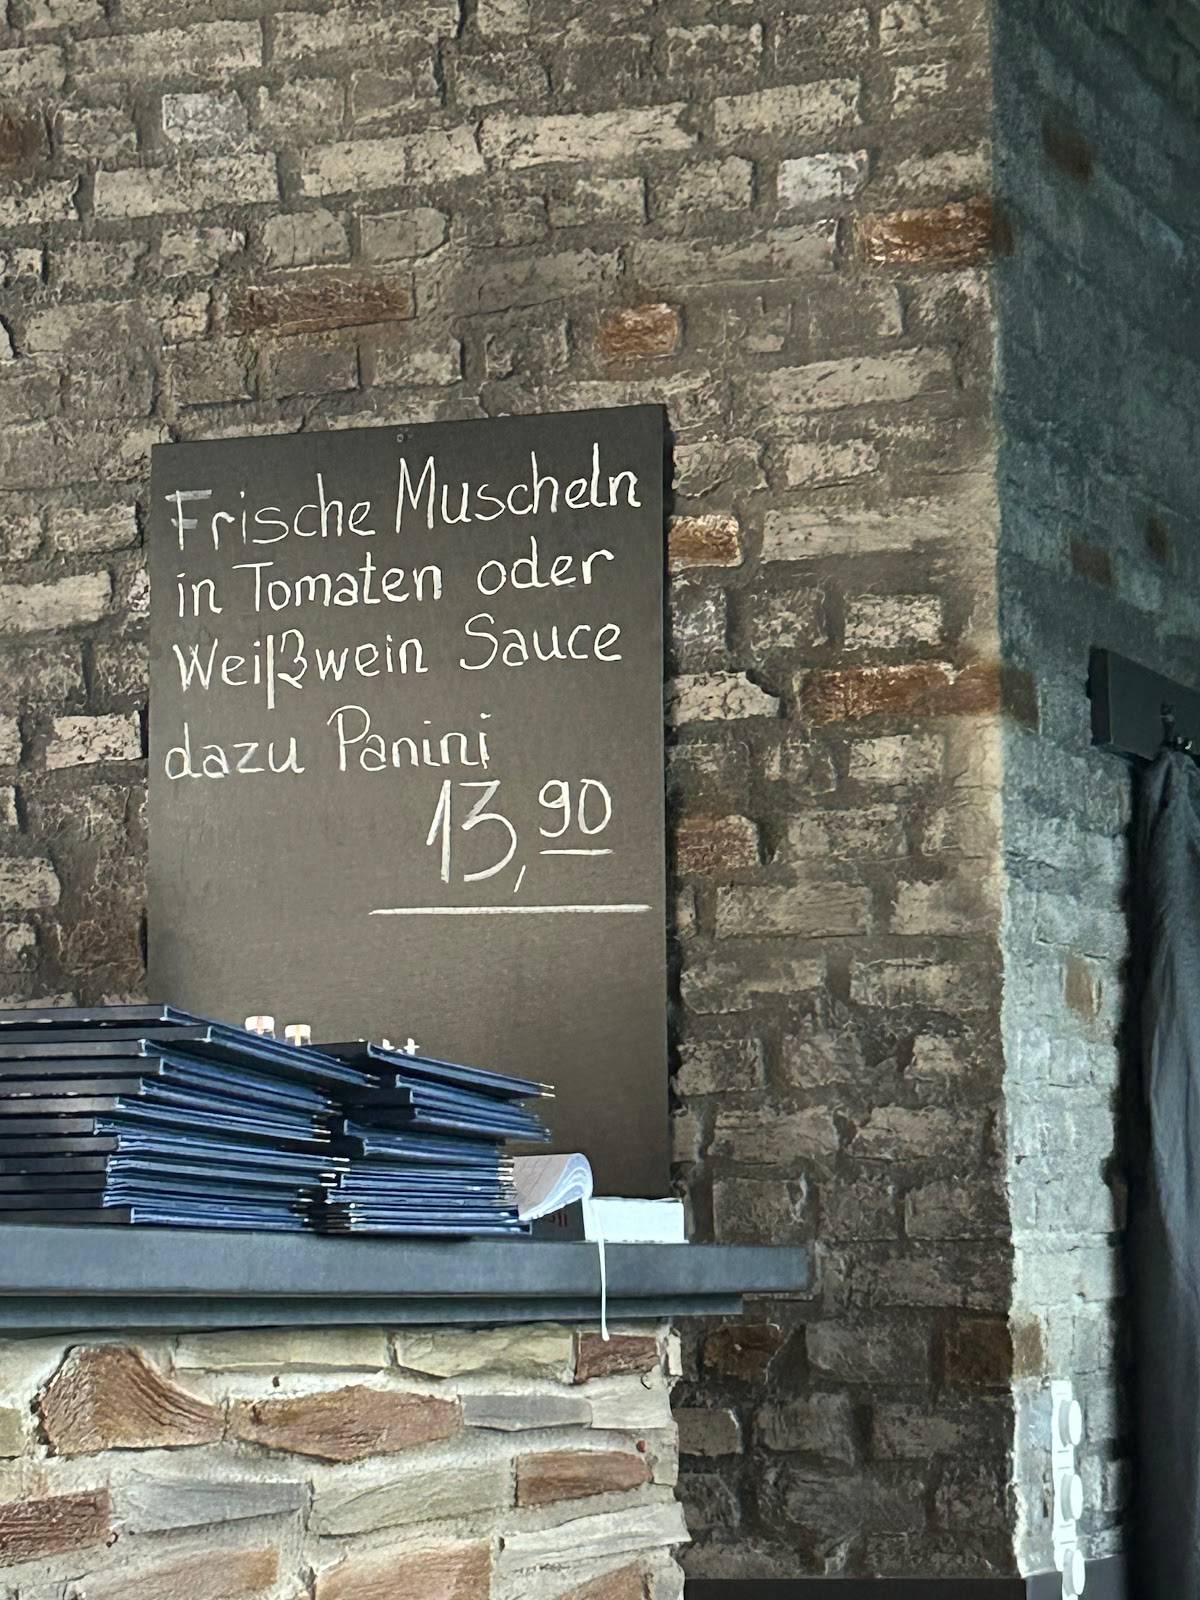 Frische Muscheln
in Tomaten oder
Weißwein Sauce
dazu Panini
13,90